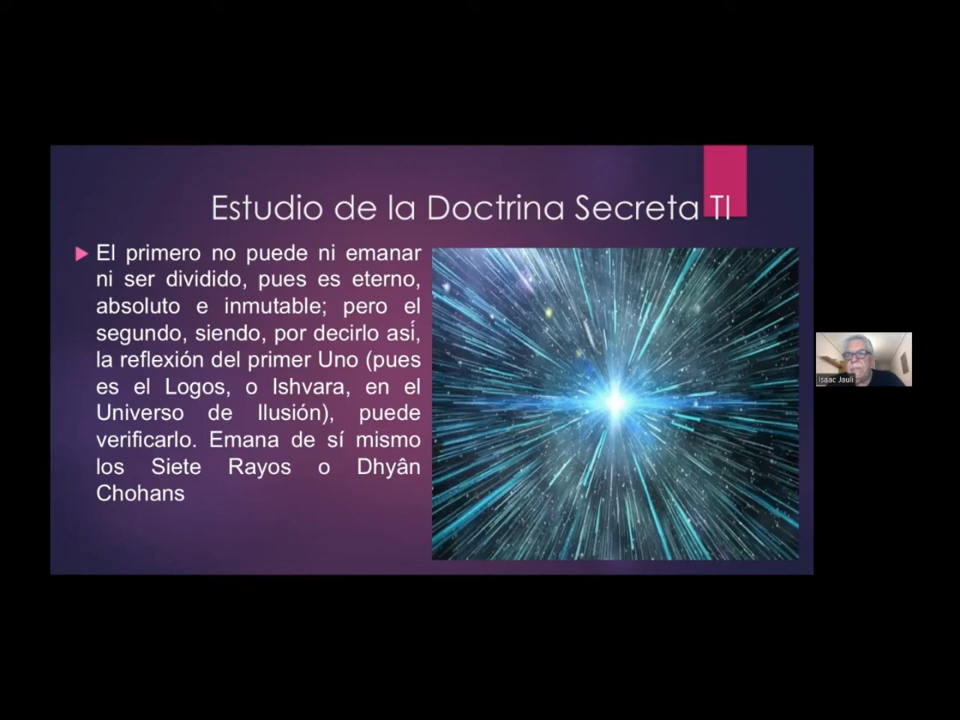 Estudio de la Doctrina Secreta TI
El primero no puede ni emanar
ni ser dividido, pues es eterno,
absoluto e inmutable; pero el
segundo, siendo, por decirlo así,
la reflexión del primer Uno (pues
es el Logos, o Ishvara, en el
Universo de Ilusión), puede
verificarlo. Emana de sí mismo
los Siete Rayos o Dhyân
Chohans
Isaac Jauli